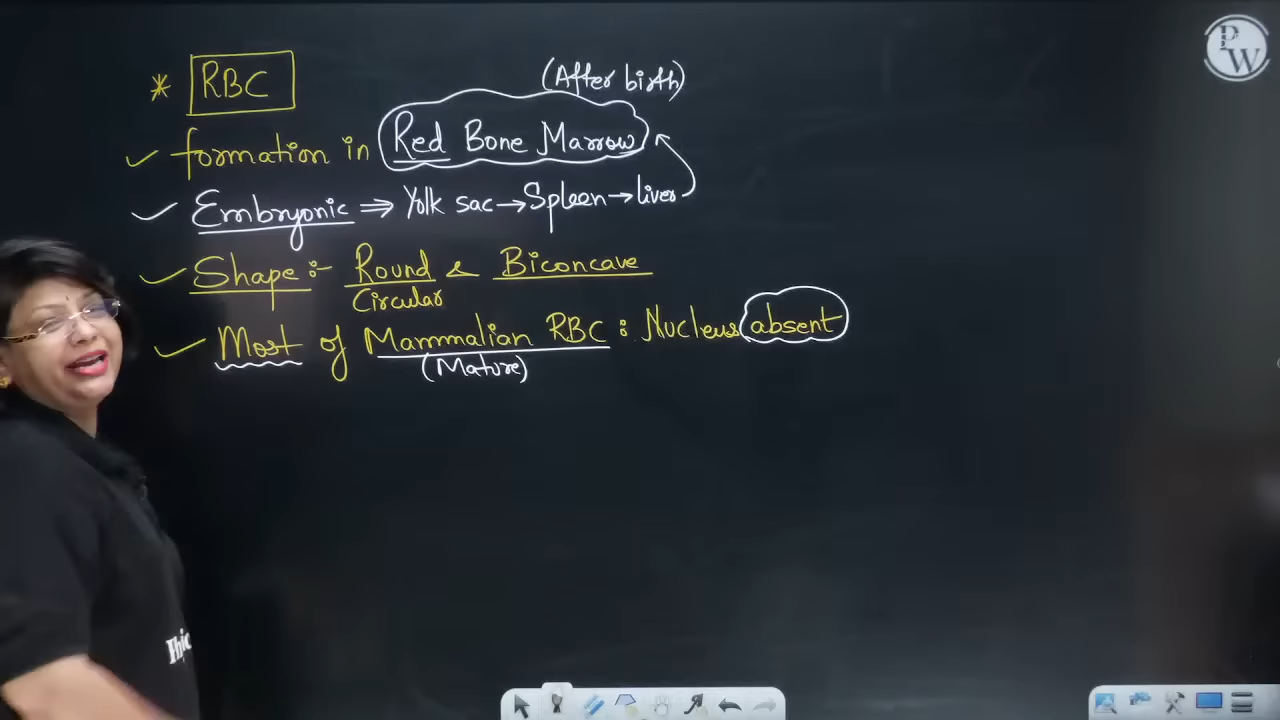 * RBC
(After birth)
✓ formation in Red Bone Marrow
✓ Embryonic ⇒ Yolk sac → Spleen → liver
✓ Shape :- Round & Biconcave
Circular
✓ Most of Mammalian RBC : Nucleus absent
(Mature)
PW